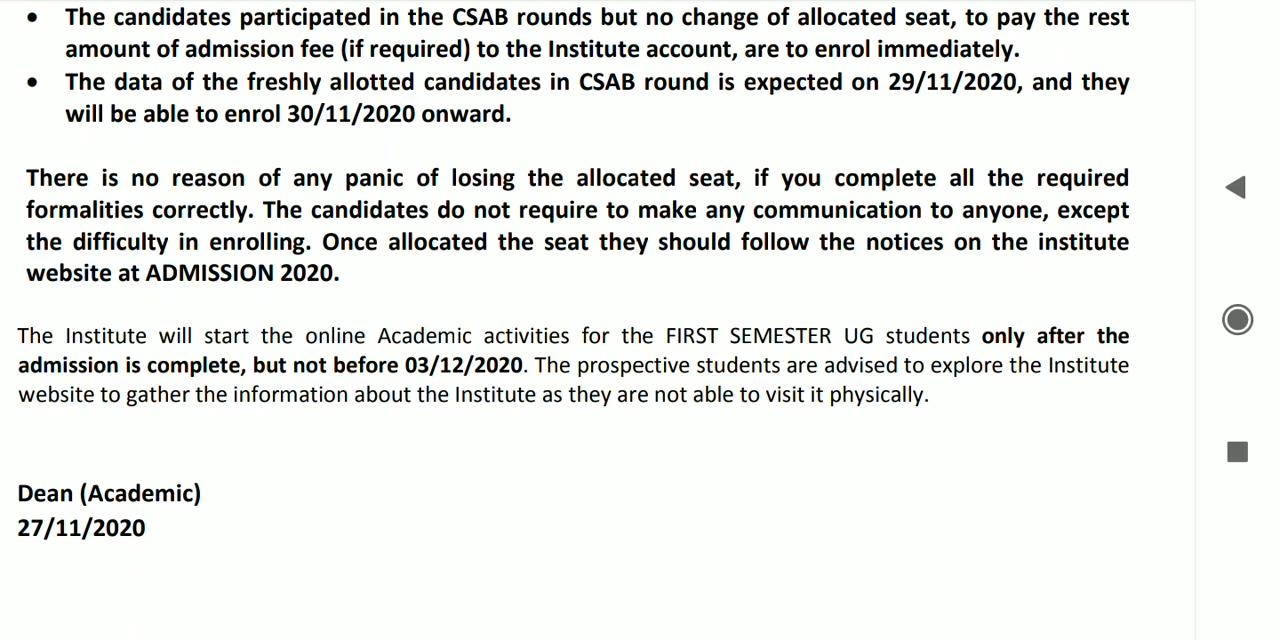 • The candidates participated in the CSAB rounds but no change of allocated seat, to pay the rest
amount of admission fee (if required) to the Institute account, are to enrol immediately.
• The data of the freshly allotted candidates in CSAB round is expected on 29/11/2020, and they
will be able to enrol 30/11/2020 onward.
There is no reason of any panic of losing the allocated seat, if you complete all the required
formalities correctly. The candidates do not require to make any communication to anyone, except
the difficulty in enrolling. Once allocated the seat they should follow the notices on the institute
website at ADMISSION 2020.
The Institute will start the online Academic activities for the FIRST SEMESTER UG students only after the
admission is complete, but not before 03/12/2020. The prospective students are advised to explore the Institute
website to gather the information about the Institute as they are not able to visit it physically.
Dean (Academic)
27/11/2020